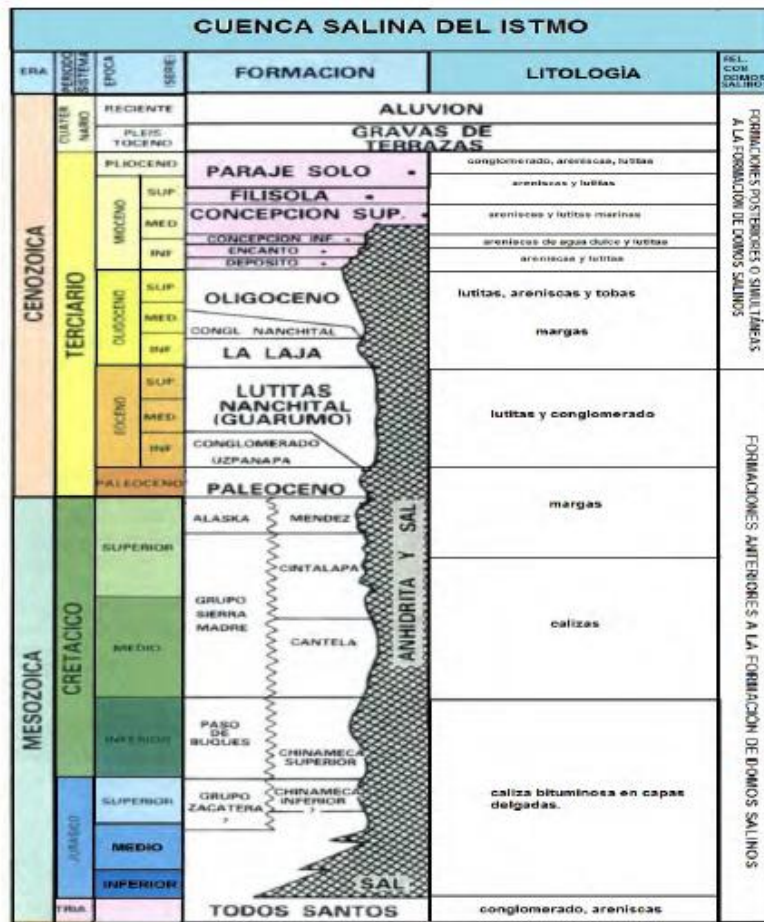 CUENCA SALINA DEL ISTMO
ERA
PERIODO
SISTEMA
EPOCA
(SERIE)
FORMACION
LITOLOGÌA
REL.
CON
DOMOS
SALINOS
CENOZOICA
CUATER
NARIO
RECIENTE
ALUVION
PLEIS
TOCENO
GRAVAS DE
TERRAZAS
TERCIARIO
PLIOCENO
PARAJE SOLO
conglomerado, areniscas, lutitas
MIOCENO
SUP
MED
INF
FILISOLA
areniscas y lutitas
CONCEPCION SUP.
areniscas y lutitas marinas
CONCEPCION INF.
areniscas de agua dulce y lutitas
ENCANTO
DEPOSITO
areniscas y lutitas
OLIGOCENO
SUP
MED
INF
OLIGOCENO
lutitas, areniscas y tobas
CONGL NANCHITAL
margas
LA LAJA
EOCENO
SUP.
MED.
INF
LUTITAS
NANCHITAL
(GUARUMO)
lutitas y conglomerado
CONGLOMERADO
UZPANAPA
PALEOCENO
PALEOCENO
MESOZOICA
CRETACICO
SUPERIOR
ALASKA
MENDEZ
margas
CINTALAPA
GRUPO
SIERRA
MADRE
MEDIO
CANTELA
calizas
INFERIOR
PASO
DE
BUQUES
CHINAMECA
SUPERIOR
JURASICO
SUPERIOR
GRUPO
ZACATERA
?
CHINAMECA
INFERIOR
?
caliza bituminosa en capas
delgadas.
MEDIO
INFERIOR
ANHIDRITA Y SAL
SAL
TRIA.
TODOS SANTOS
conglomerado, areniscas
FORMACIONES POSTERIORES O SIMULTÁNEAS
A LA FORMACIÓN DE DOMOS SALINOS
FORMACIONES ANTERIORES A LA FORMACIÓN DE DOMOS SALINOS